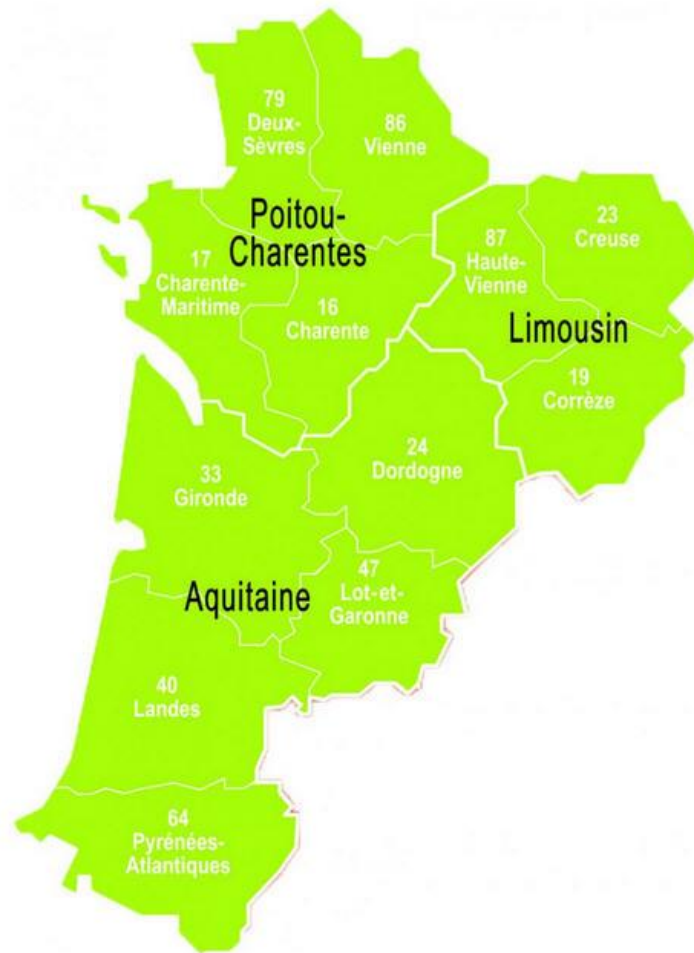 79
Deux-
Sèvres
86
Vienne
Poitou-
Charentes
23
Creuse
87
Haute-
Vienne
17
Charente-
Maritime
16
Charente
Limousin
19
Corrèze
24
Dordogne
33
Gironde
47
Lot-et-
Garonne
Aquitaine
40
Landes
64
Pyrénées-
Atlantiques